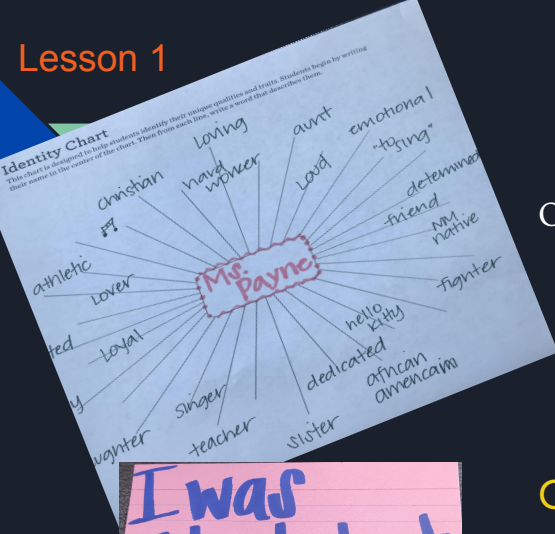 Lesson 1
Identity Chart
This chart is designed to help students identify their unique qualities and traits. Students begin by writing
their name in the center of the chart. Then from each line, write a word that describes them.
loving
aunt
emotional
Christian
hard
worker
Loud
"to
sing"
determined
friend
NM
native
athletic
Lover
Ms.
Payne
fighter
ted
Loyal
hello
kitty
y
dedicated
african
amencaim
singer
ughter
teacher
sister
I was
C